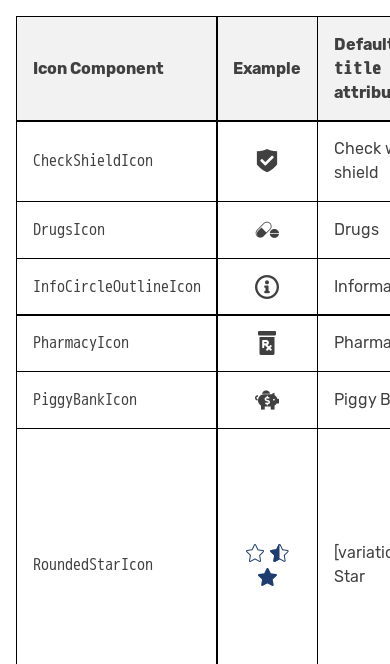 Icon Component
Example
Default
title
attribu
CheckShieldIcon
Check w
shield
DrugsIcon
Drugs
InfoCircleOutlineIcon
Informa
PharmacyIcon
Rx
Pharma
PiggyBankIcon
$
Piggy B
RoundedStarIcon
[variatio
Star